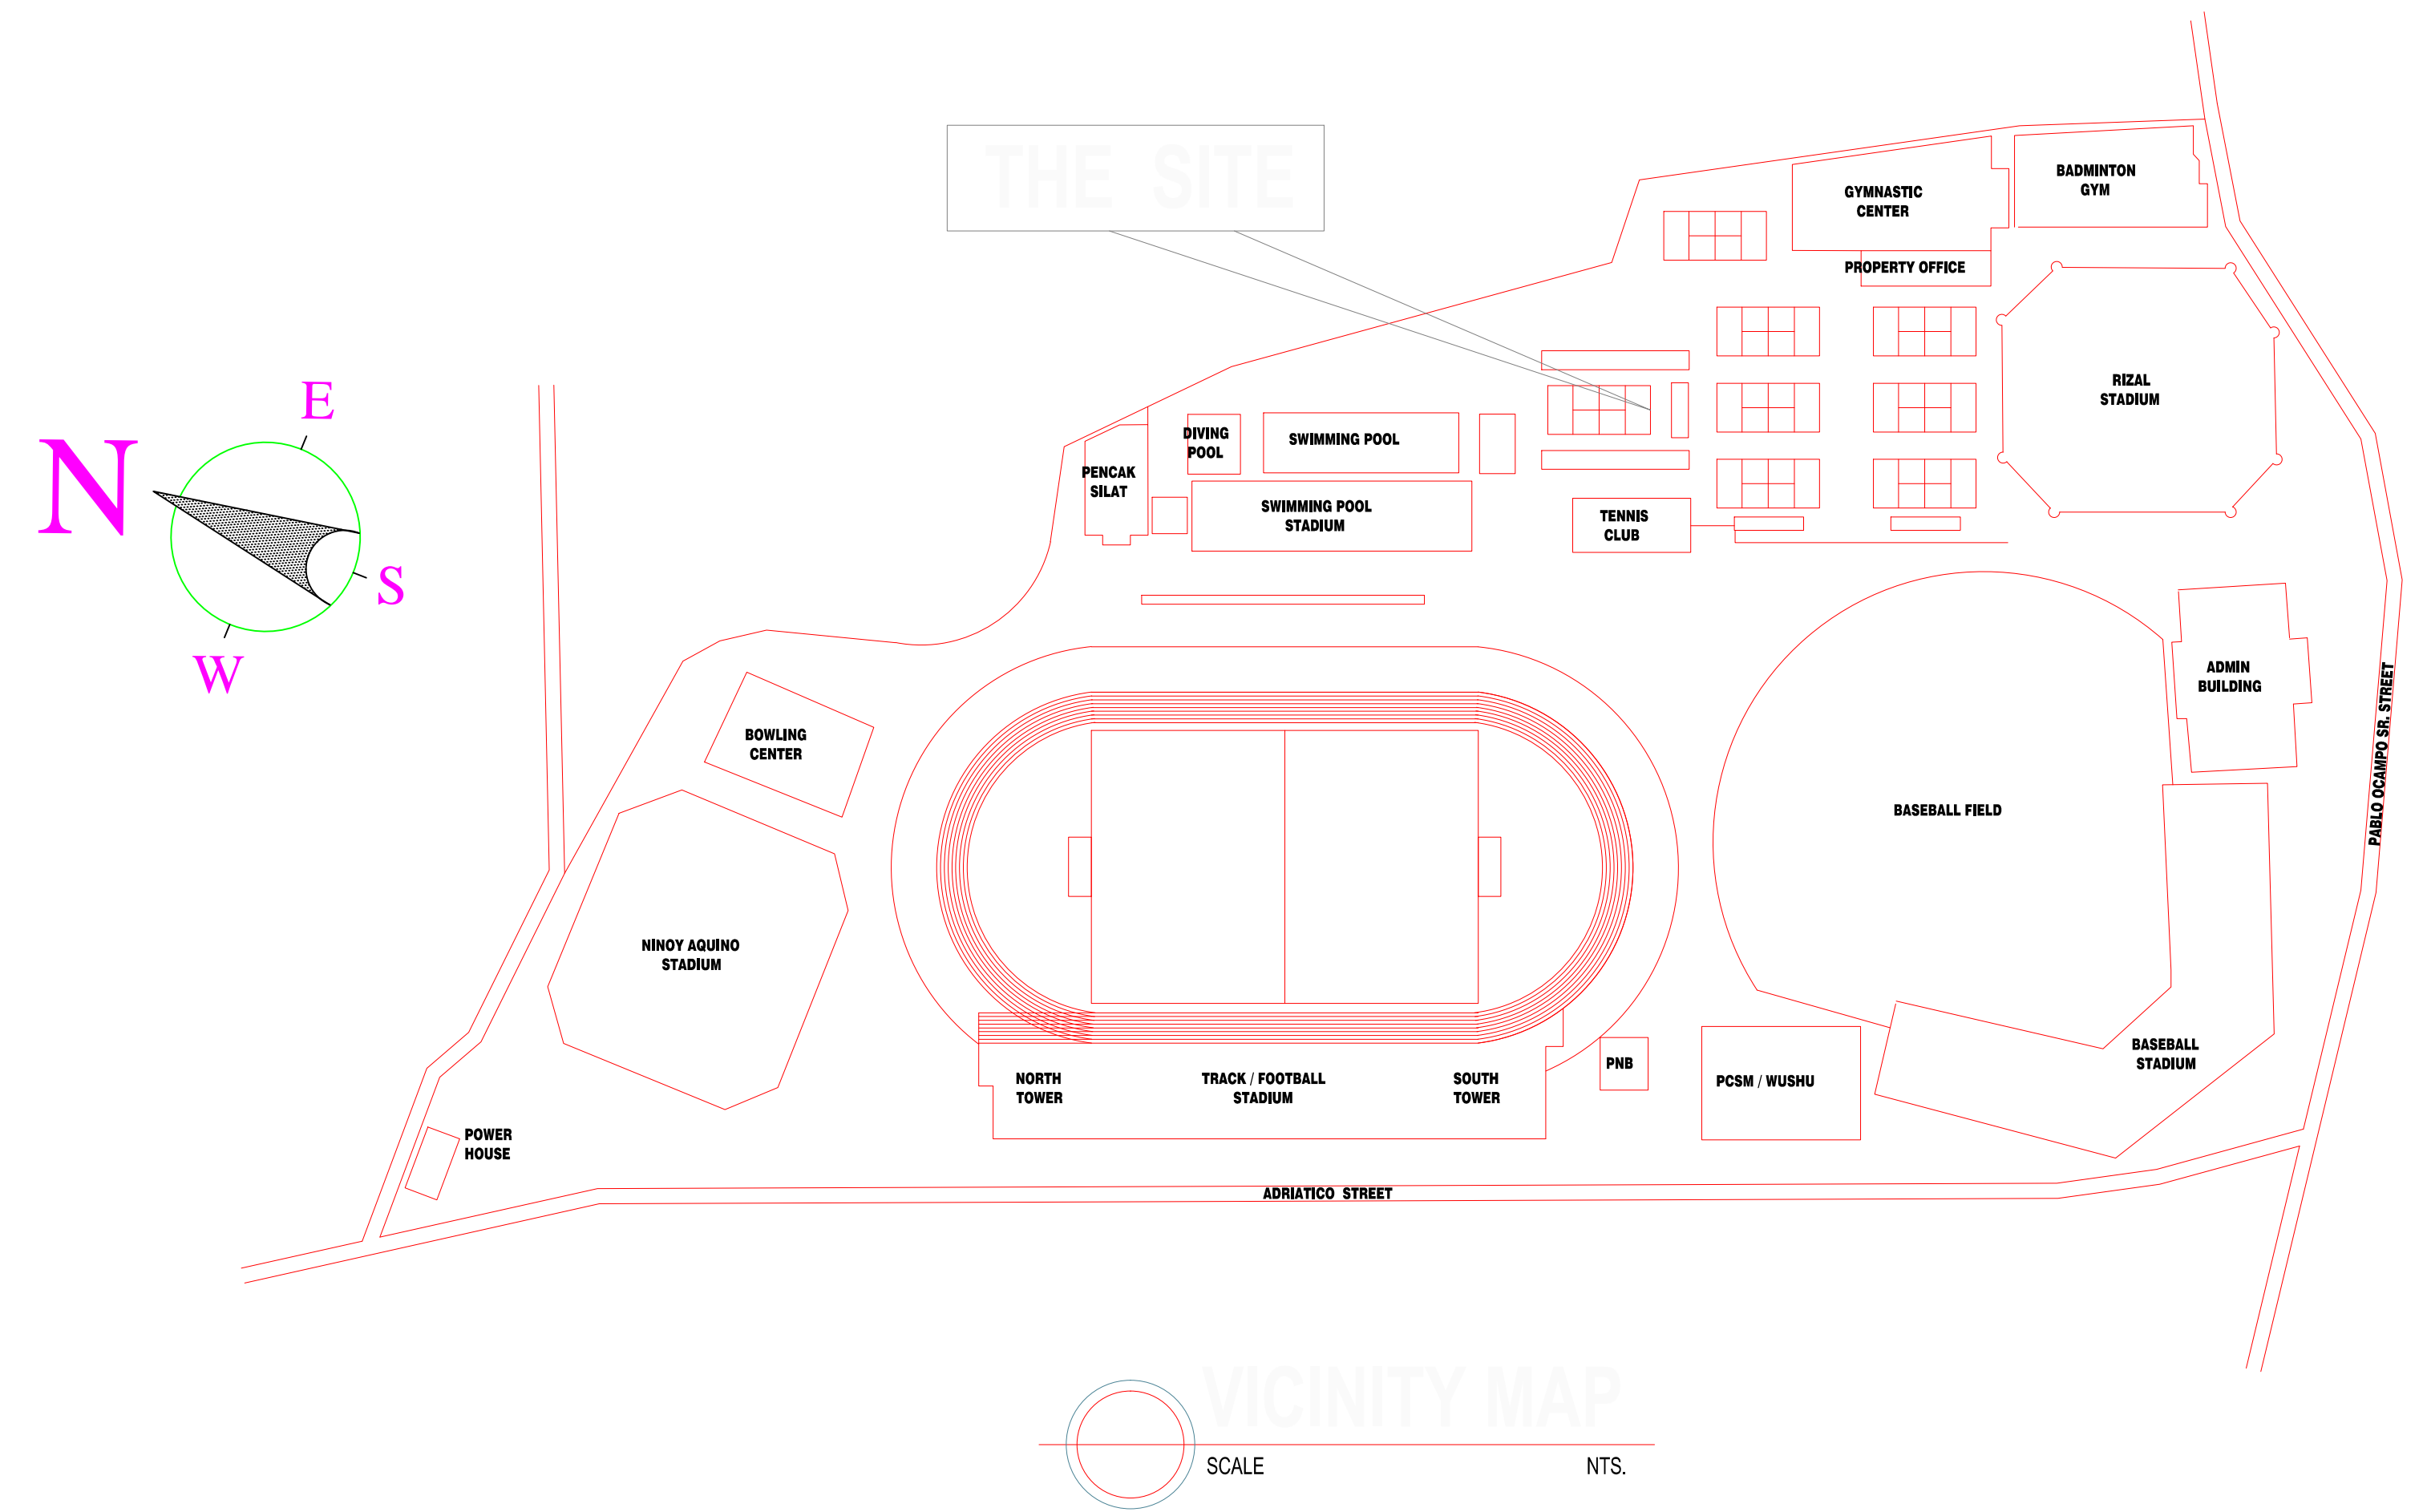 THE SITE
BADMINTON
GYM
GYMNASTIC
CENTER
PROPERTY OFFICE
RIZAL
STADIUM
E
N
S
W
DIVING
POOL
SWIMMING POOL
PENCAK
SILAT
SWIMMING POOL
STADIUM
TENNIS
CLUB
ADMIN
BUILDING
PABLO OCAMPO SR. STREET
BOWLING
CENTER
BASEBALL FIELD
NINOY AQUINO
STADIUM
BASEBALL
STADIUM
PNB
NORTH
TOWER
TRACK / FOOTBALL
STADIUM
SOUTH
TOWER
PCSM / WUSHU
POWER
HOUSE
ADRIATICO STREET
VICINITY MAP
SCALE NTS.